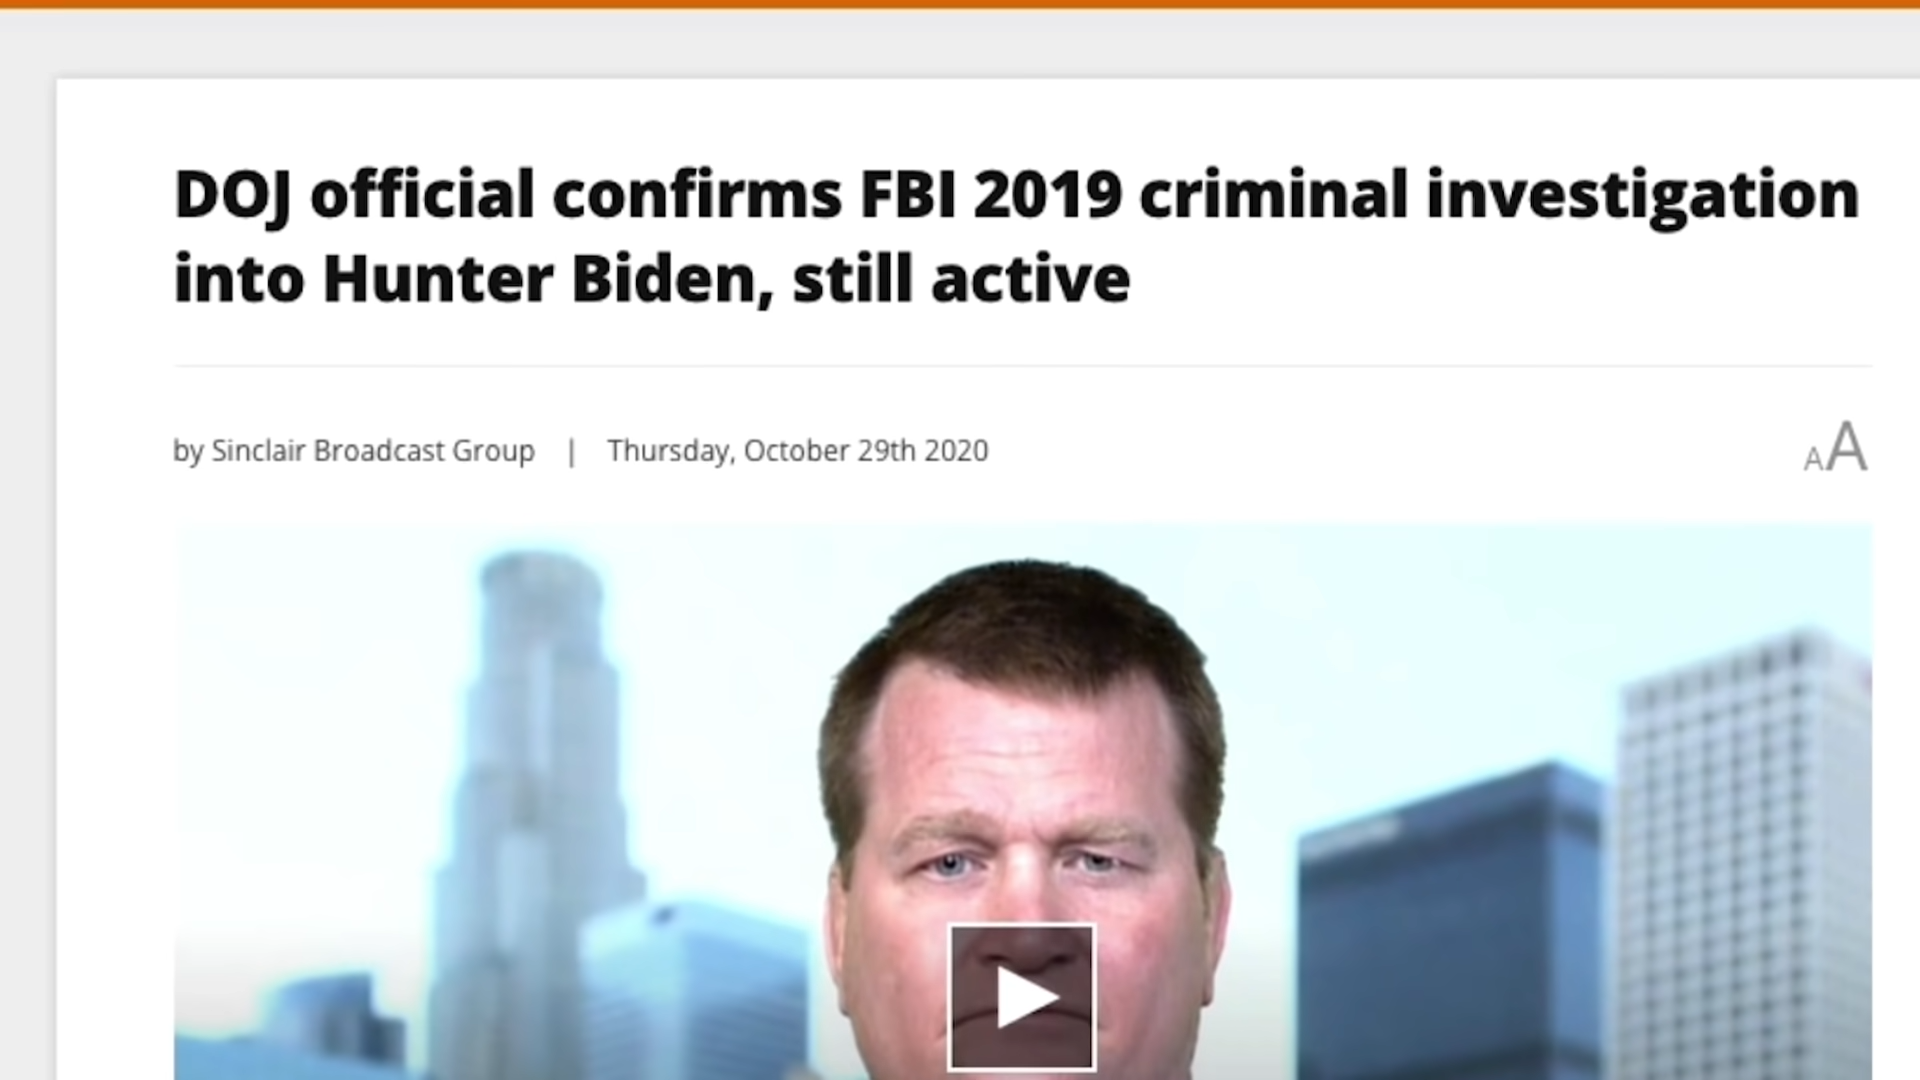 DOJ official confirms FBI 2019 criminal investigation
into Hunter Biden, still active
by Sinclair Broadcast Group | Thursday, October 29th 2020
AA